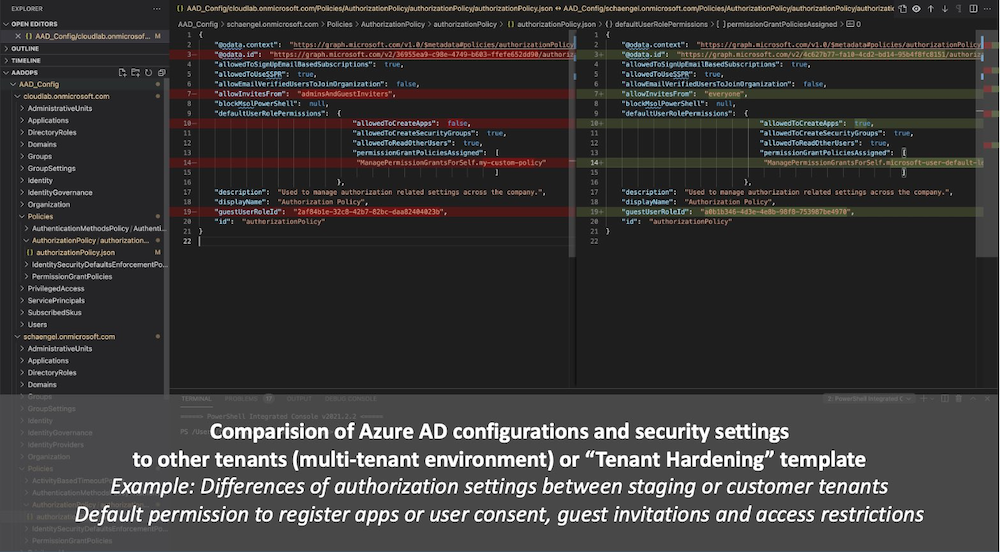 EXPLORER
OPEN EDITORS
AAD_Config/cloudlab.onmicrosoft.com... M
OUTLINE
TIMELINE
AADOPS
AAD_Config
cloudlab.onmicrosoft.com
AdministrativeUnits
Applications
DirectoryRoles
Domains
Groups
GroupSettings
Identity
IdentityGovernance
Organization
Policies
AuthenticationMethodsPolicy / Authenti...
AuthorizationPolicy / authorization...
authorizationPolicy.json M
IdentitySecurityDefaultsEnforcementPo...
PermissionGrantPolicies
PrivilegedAccess
ServicePrincipals
SubscribedSkus
Users
schaengel.onmicrosoft.com
AdministrativeUnits
Applications
DirectoryRoles
Domains
Groups
GroupSettings
Identity
IdentityGovernance
IdentityProviders
Organisation
Policies
ActivityBasedTimeout
AuthenticationMethods
AuthorizationPolicy
IdentitySecurityDefaultsEnforcementPo...
PermissionGrantPolicies
{} AAD_Config/cloudlab.onmicrosoft.com/Policies/AuthorizationPolicy/authorizationPolicy/authorizationPolicy.json ↔ AAD_Config/schaengel.onmicrosoft.com/Policies/AuthorizationPolicy/authorizationPolicy/authorizat
AAD_Config > schaengel.onmicrosoft.com > Policies > AuthorizationPolicy > authorizationPolicy > {} authorizationPolicy.json > {} defaultUserRolePermissions > [ ] permissionGrantPoliciesAssigned > 0
1 {
2 "@odata.context": "https://graph.microsoft.com/v1.0/$metadata#policies/authorizationPolicy
3 "@odata.id": "https://graph.microsoft.com/v2/36955ea9-c98e-4749-b603-ffefe652dd90/authoriz
4 "allowedToSignUpEmailBasedSubscriptions": true,
5 "allowedToUseSSPR": true,
6 "allowEmailVerifiedUsersToJoinOrganization": false,
7 "allowInvitesFrom": "adminsAndGuestInviters",
8 "blockMsolPowerShell": null,
9 "defaultUserRolePermissions": {
10 "allowedToCreateApps": false,
11 "allowedToCreateSecurityGroups": true,
12 "allowedToReadOtherUsers": true,
13 "permissionGrantPoliciesAssigned": [
14 "ManagePermissionGrantsForSelf.my-custom-policy"
15 ]
16 },
17 "description": "Used to manage authorization related settings across the company.",
18 "displayName": "Authorization Policy",
19 "guestUserRoleId": "2af84b1e-32c8-42b7-82bc-daa82404023b",
20 "id": "authorizationPolicy"
21 }
22
1 {
2 "@odata.context": "https://graph.microsoft.com/v1.0/$metadata#policies/authorizationPolicy
3+ "@odata.id": "https://graph.microsoft.com/v2/4c627b77-fa10-4cd2-bd14-95b4f8fc8151/authoriz
4 "allowedToSignUpEmailBasedSubscriptions": true,
5 "allowedToUseSSPR": true,
6 "allowEmailVerifiedUsersToJoinOrganization": false,
7+ "allowInvitesFrom": "everyone",
8 "blockMsolPowerShell": null,
9 "defaultUserRolePermissions": {
10+ "allowedToCreateApps": true,
11 "allowedToCreateSecurityGroups": true,
12 "allowedToReadOtherUsers": true,
13 "permissionGrantPoliciesAssigned": [
14+ "ManagePermissionGrantsForSelf.microsoft-user-default-l
15 ]
16 },
17 "description": "Used to manage authorization related settings across the company.",
18 "displayName": "Authorization Policy",
19+ "guestUserRoleId": "a0b1b346-4d3e-4e8b-98f8-753987be4970",
20 "id": "authorizationPolicy"
21 }
22
TERMINAL PROBLEMS 17 OUTPUT DEBUG CONSOLE 2: PowerShell Integrated C
PowerShell Integrated Console v2021.2.2
PS /User
Comparision of Azure AD configurations and security settings
to other tenants (multi-tenant environment) or “Tenant Hardening” template
Example: Differences of authorization settings between staging or customer tenants
Default permission to register apps or user consent, guest invitations and access restrictions